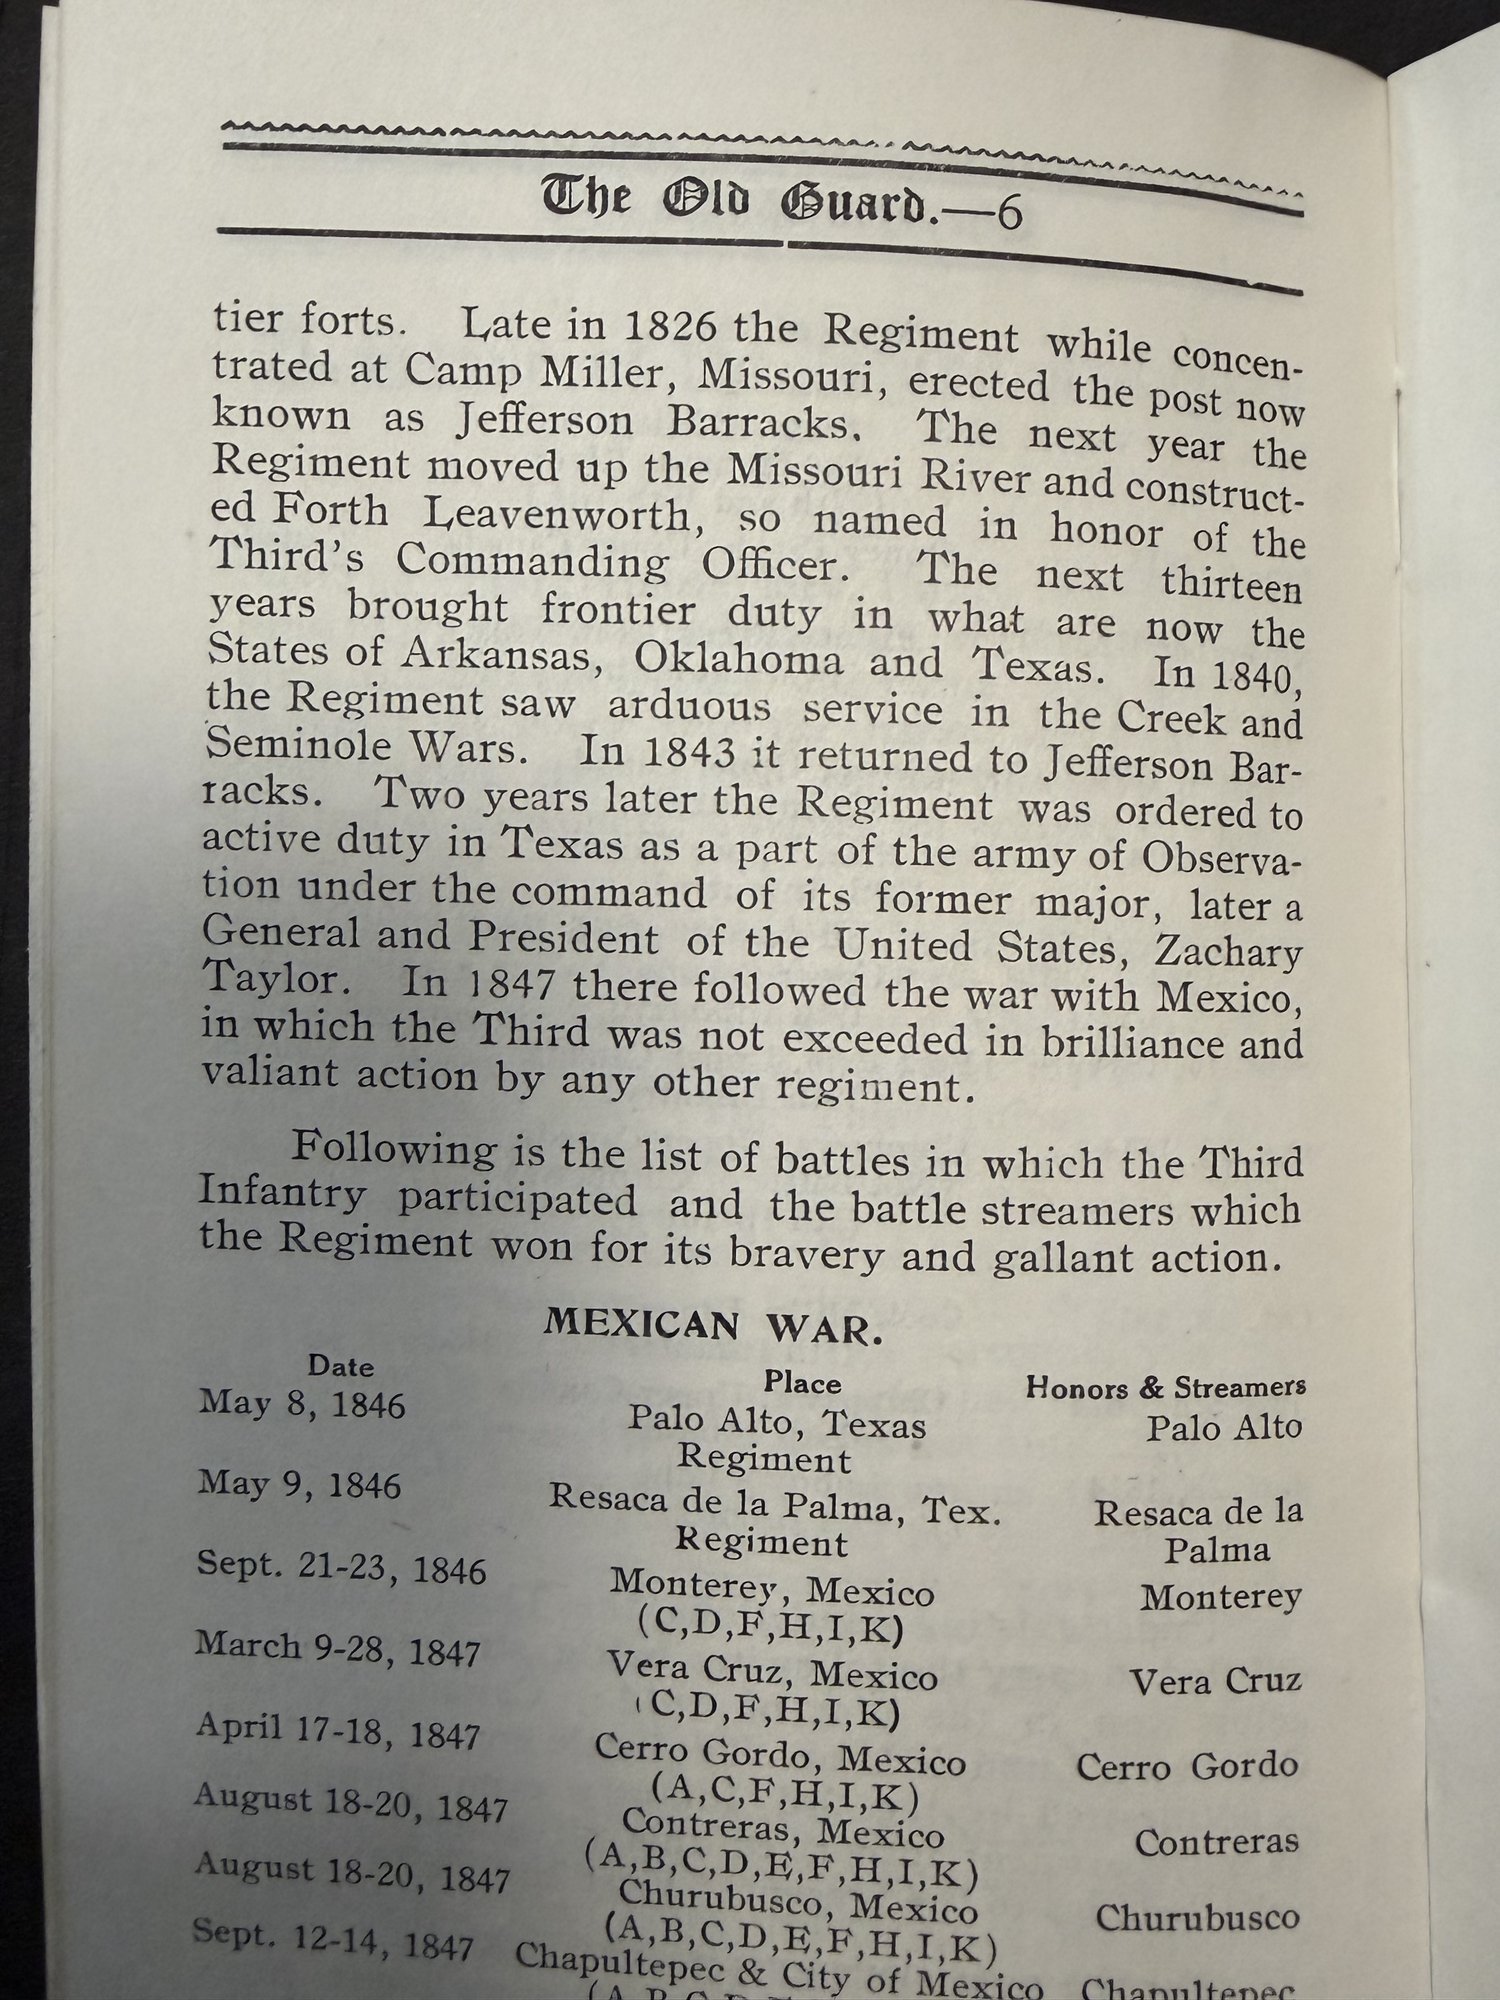 The Old Guard.—6
tier forts. Late in 1826 the Regiment while concen-
trated at Camp Miller, Missouri, erected the post now
known as Jefferson Barracks. The next year the
Regiment moved up the Missouri River and construct-
ed Forth Leavenworth, so named in honor of the
Third's Commanding Officer. The next thirteen
years brought frontier duty in what are now the
States of Arkansas, Oklahoma and Texas. In 1840,
the Regiment saw arduous service in the Creek and
Seminole Wars. In 1843 it returned to Jefferson Bar-
racks. Two years later the Regiment was ordered to
active duty in Texas as a part of the army of Observa-
tion under the command of its former major, later a
General and President of the United States, Zachary
Taylor. In 1847 there followed the war with Mexico,
in which the Third was not exceeded in brilliance and
valiant action by any other regiment.
Following is the list of battles in which the Third
Infantry participated and the battle streamers which
the Regiment won for its bravery and gallant action.
MEXICAN WAR.
Date Place Honors & Streamers
May 8, 1846 Palo Alto, Texas Palo Alto
Regiment
May 9, 1846 Resaca de la Palma, Tex. Resaca de la
Regiment Palma
Sept. 21-23, 1846 Monterey, Mexico Monterey
(C,D,F,H,I,K)
March 9-28, 1847 Vera Cruz, Mexico Vera Cruz
(C,D,F,H,I,K)
April 17-18, 1847 Cerro Gordo, Mexico Cerro Gordo
(A,C,F,H,I,K)
August 18-20, 1847 Contreras, Mexico Contreras
(A,B,C,D,E,F,H,I,K)
August 18-20, 1847 Churubusco, Mexico Churubusco
(A,B,C,D,E,F,H,I,K)
Sept. 12-14, 1847 Chapultepec & City of Mexico Chapultepec